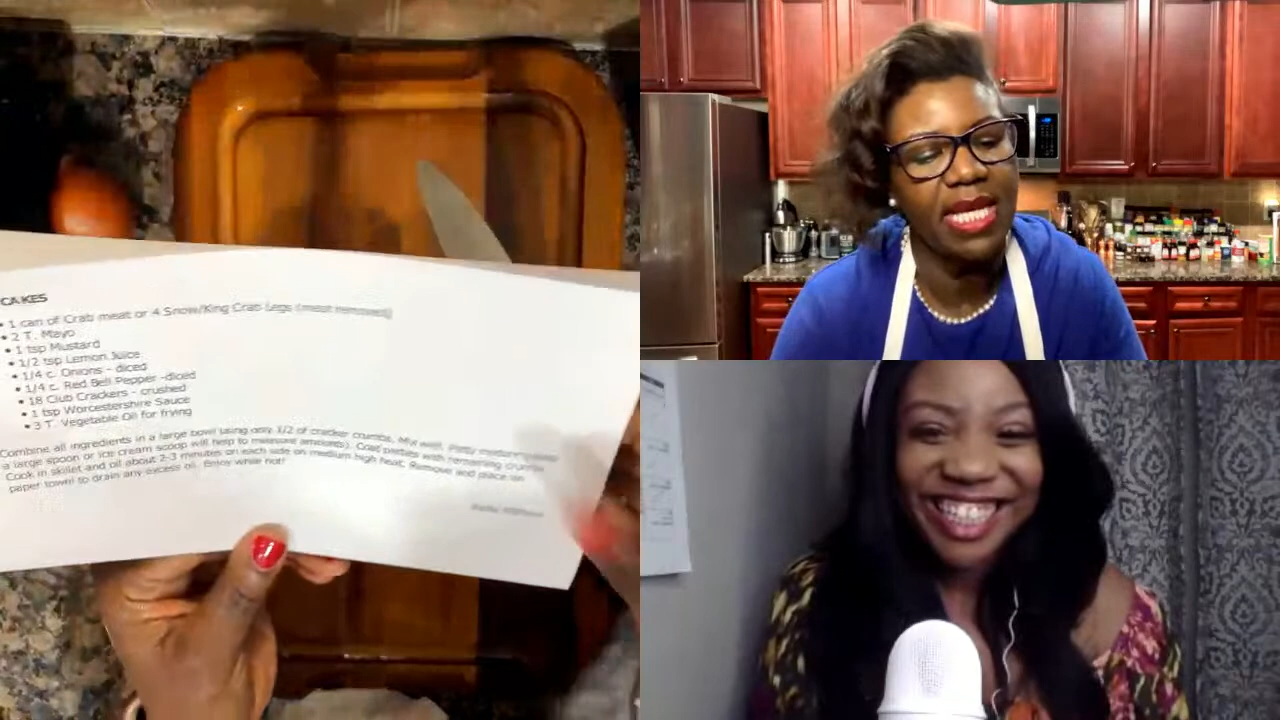 CAKES
• 1 can of Crab meat or 4 Snow/King Crab Legs (meat removed)
• 2 T. Mayo
• 1 tsp Mustard
• 1/2 tsp Lemon Juice
• 1/4 c. Onions - diced
• 1/4 c. Red Bell Pepper -diced
• 18 Club Crackers - crushed
• 1 tsp Worcestershire Sauce
• 3 T. Vegetable Oil for frying
Combine all ingredients in a large bowl using only 1/2 of cracker crumbs. Mix well.
a large spoon or ice cream scoop will help to measure amounts). Coat patties with remaining crumbs
Cook in skillet and oil about 2-3 minutes on each side on medium high heat. Remove and place on
paper towel to drain any excess oil. Enjoy while hot!